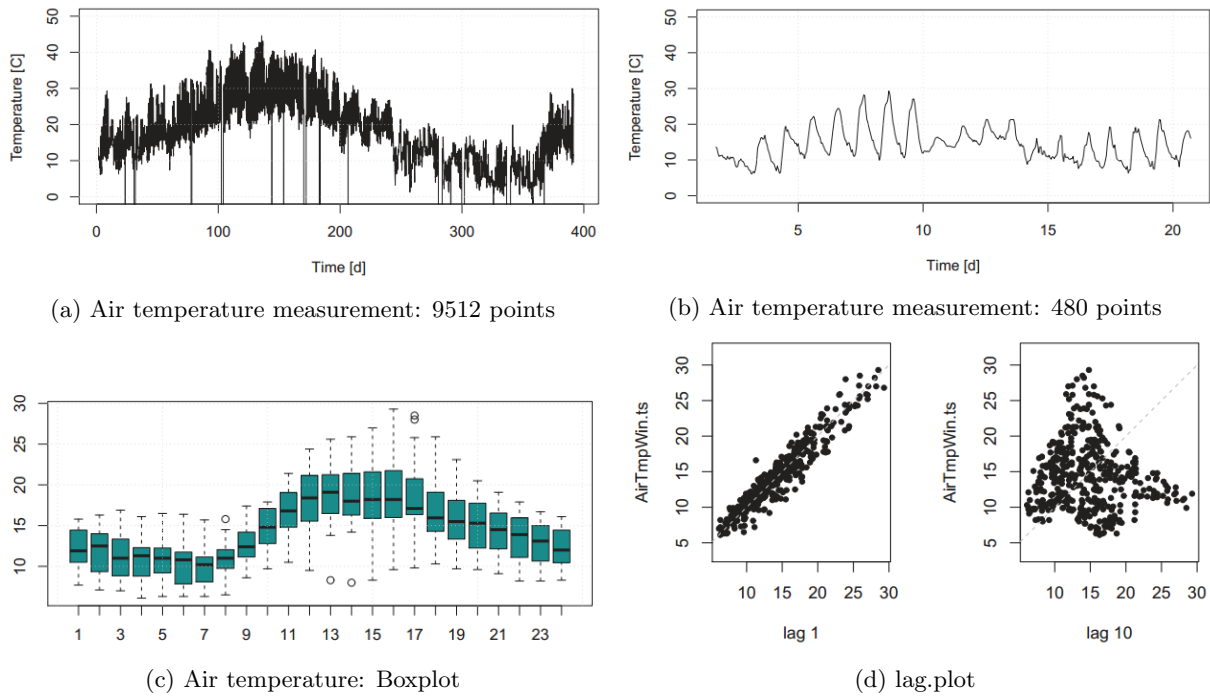 Temperature [C]
50
40
30
20
10
0
0 100 200 300 400
Time [d]
(a) Air temperature measurement: 9512 points
Temperature [C]
50
40
30
20
10
0
5 10 15 20
Time [d]
(b) Air temperature measurement: 480 points
30
25
20
15
10
1 3 5 7 9 11 13 15 17 19 21 23
(c) Air temperature: Boxplot
AirTmpWin.ts
30
25
20
15
10
5
10 15 20 25 30
lag 1
AirTmpWin.ts
30
25
20
15
10
5
10 15 20 25 30
lag 10
(d) lag.plot